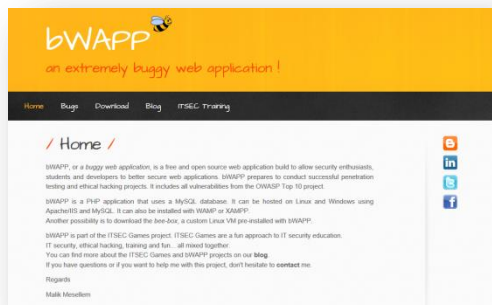 bWAPP
an extremely buggy web application !
Home Bugs Download Blog ITSEC Training
/ Home /
bWAPP, or a buggy web application, is a free and open source web application build to allow security enthusiasts,
students and developers to better secure web applications. bWAPP prepares to conduct successful penetration
testing and ethical hacking projects. It includes all vulnerabilities from the OWASP Top 10 project.
bWAPP is a PHP application that uses a MySQL database. It can be hosted on Linux and Windows using
Apache/IIS and MySQL. It can also be installed with WAMP or XAMPP.
Another possibility is to download the bee-box, a custom Linux VM pre-installed with bWAPP.
bWAPP is part of the ITSEC Games project. ITSEC Games are a fun approach to IT security education.
IT security, ethical hacking, training and fun... all mixed together.
You can find more about the ITSEC Games and bWAPP projects on our blog.
If you have questions or if you want to help me with this project, don't hesitate to contact me.
Regards
Malik Mesellem